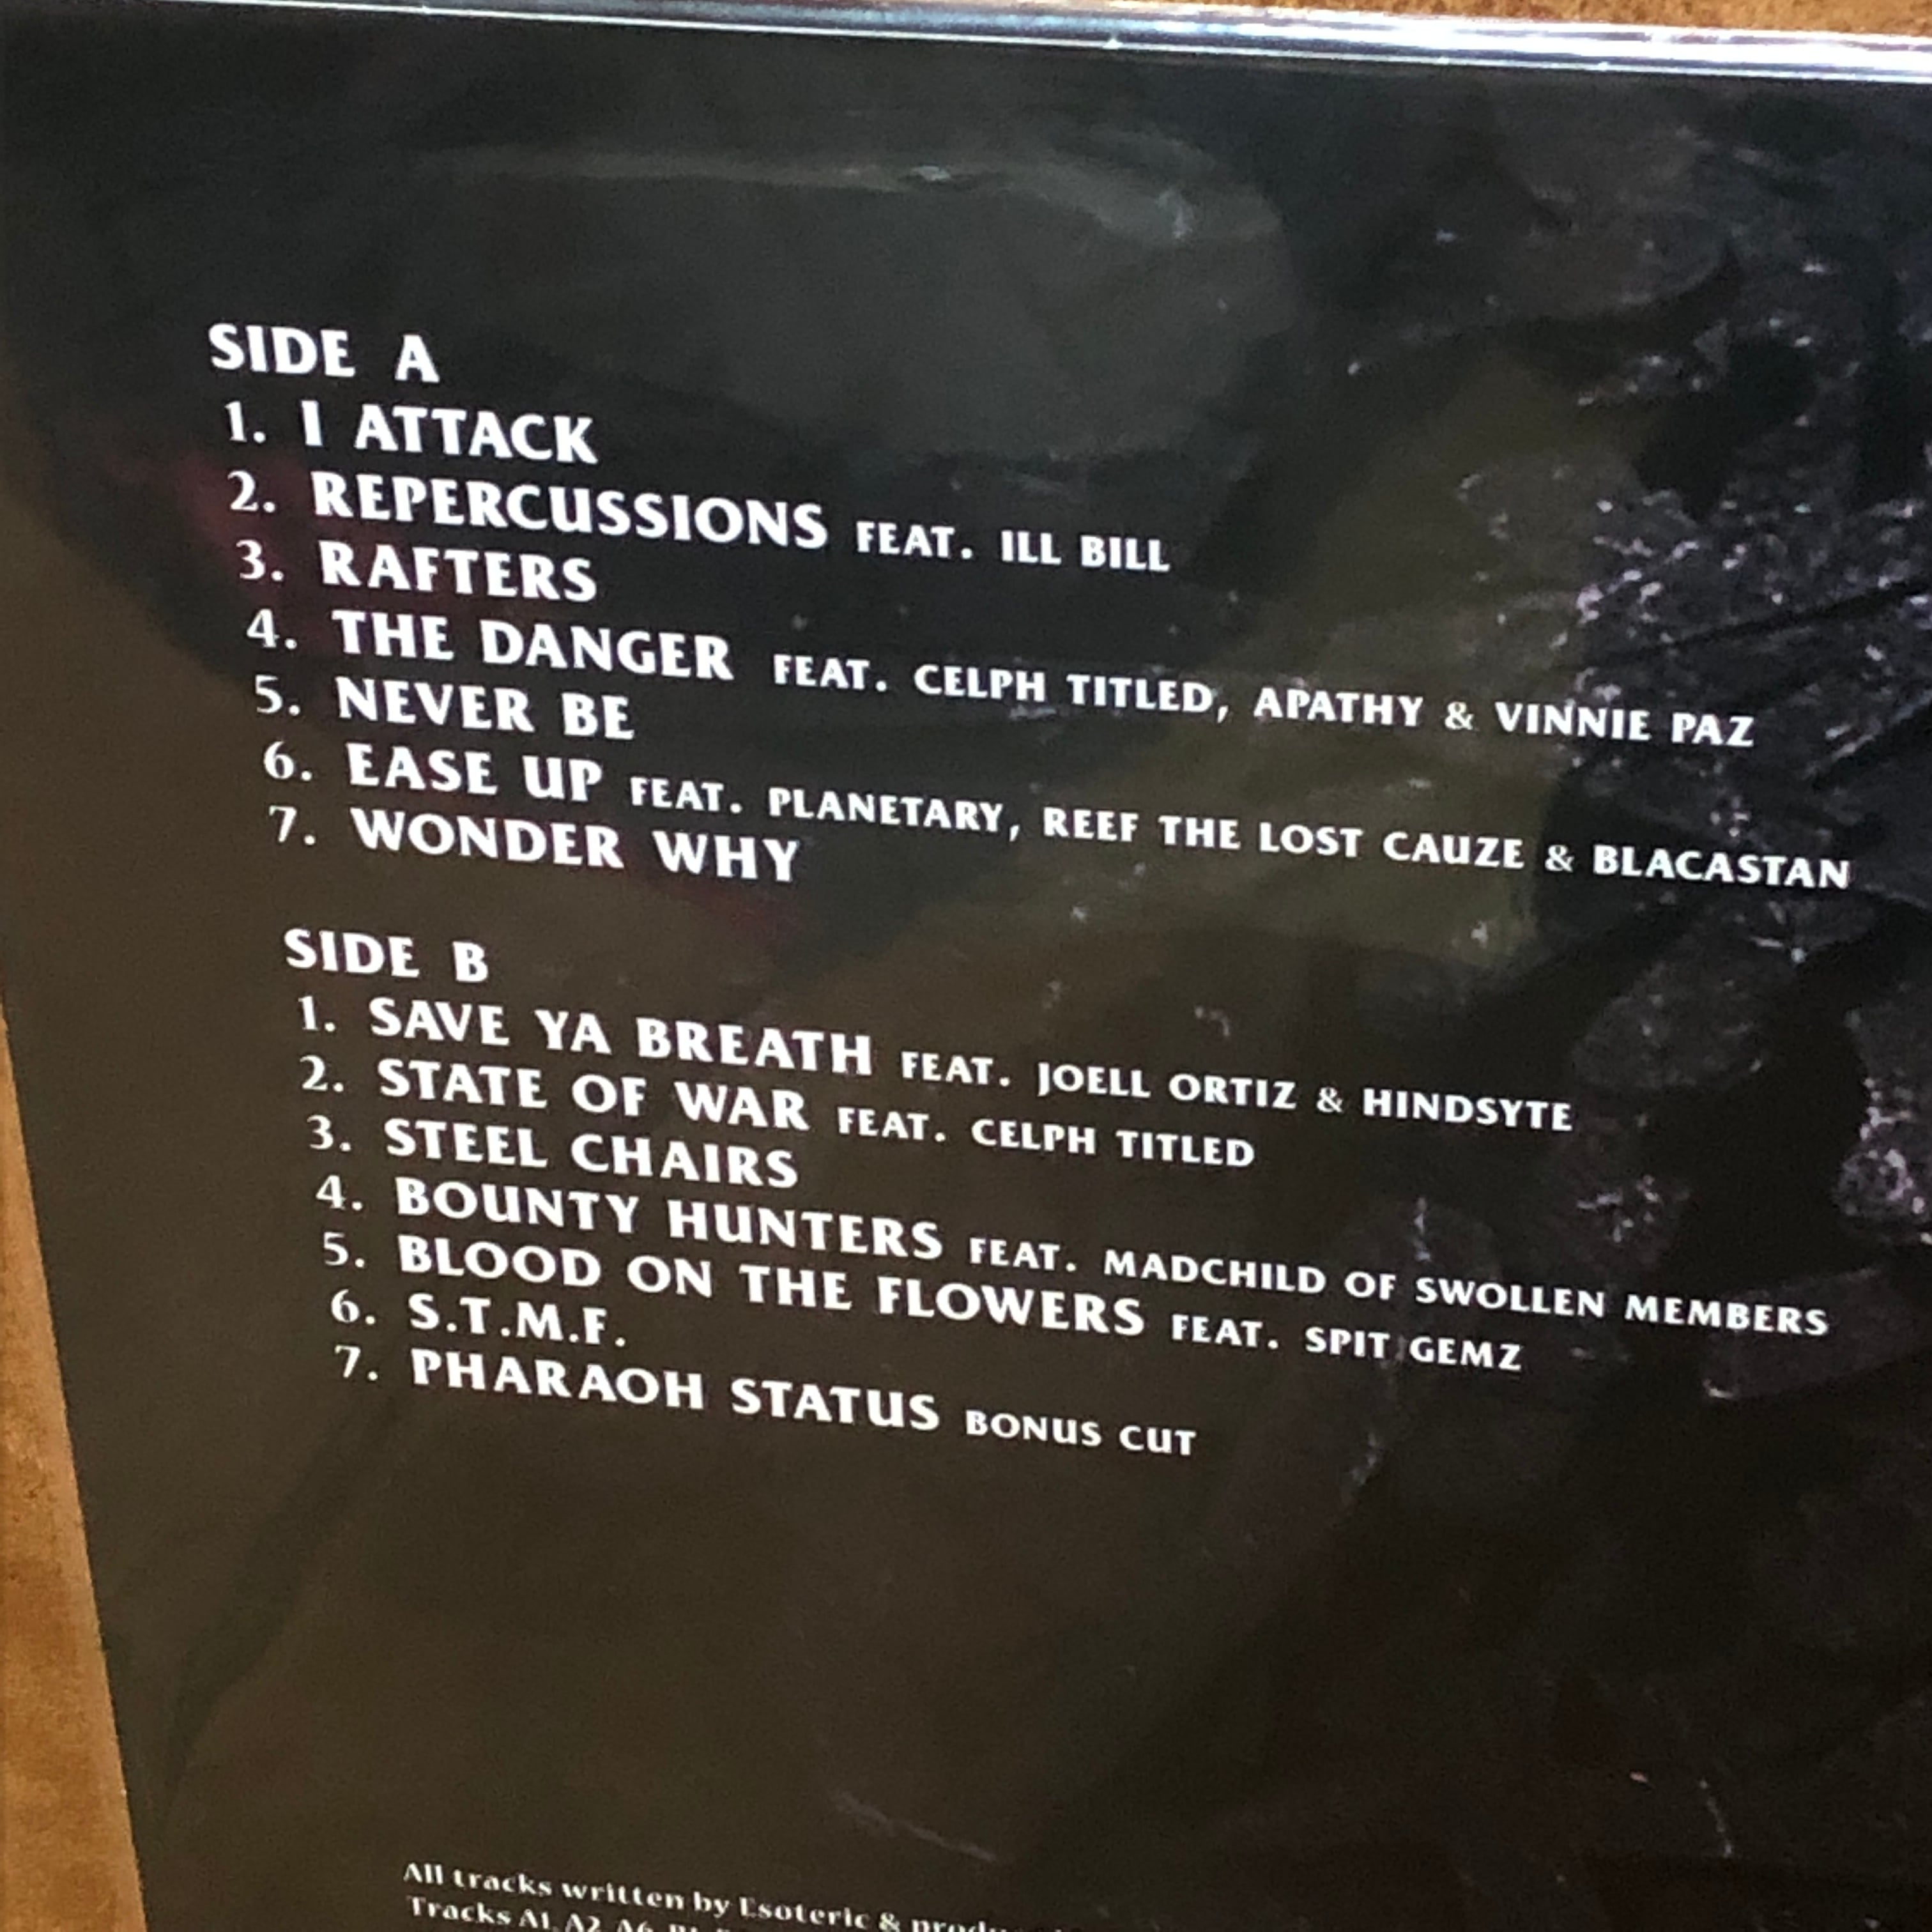 SIDE A
1. I ATTACK
2. REPERCUSSIONS FEAT. ILL BILL
3. RAFTERS
4. THE DANGER FEAT. CELPH TITLED, APATHY & VINNIE PAZ
5. NEVER BE
6. EASE UP FEAT. PLANETARY, REEF THE LOST CAUZE & BLACASTAN
7. WONDER WHY
SIDE B
1. SAVE YA BREATH FEAT. JOELL ORTIZ & HINDSYTE
2. STATE OF WAR FEAT. CELPH TITLED
3. STEEL CHAIRS
4. BOUNTY HUNTERS FEAT. MADCHILD OF SWOLLEN MEMBERS
5. BLOOD ON THE FLOWERS FEAT. SPIT GEMZ
6. S.T.M.F.
7. PHARAOH STATUS BONUS CUT
All tracks written by Esoteric &
Tracks A1, A2, A6,